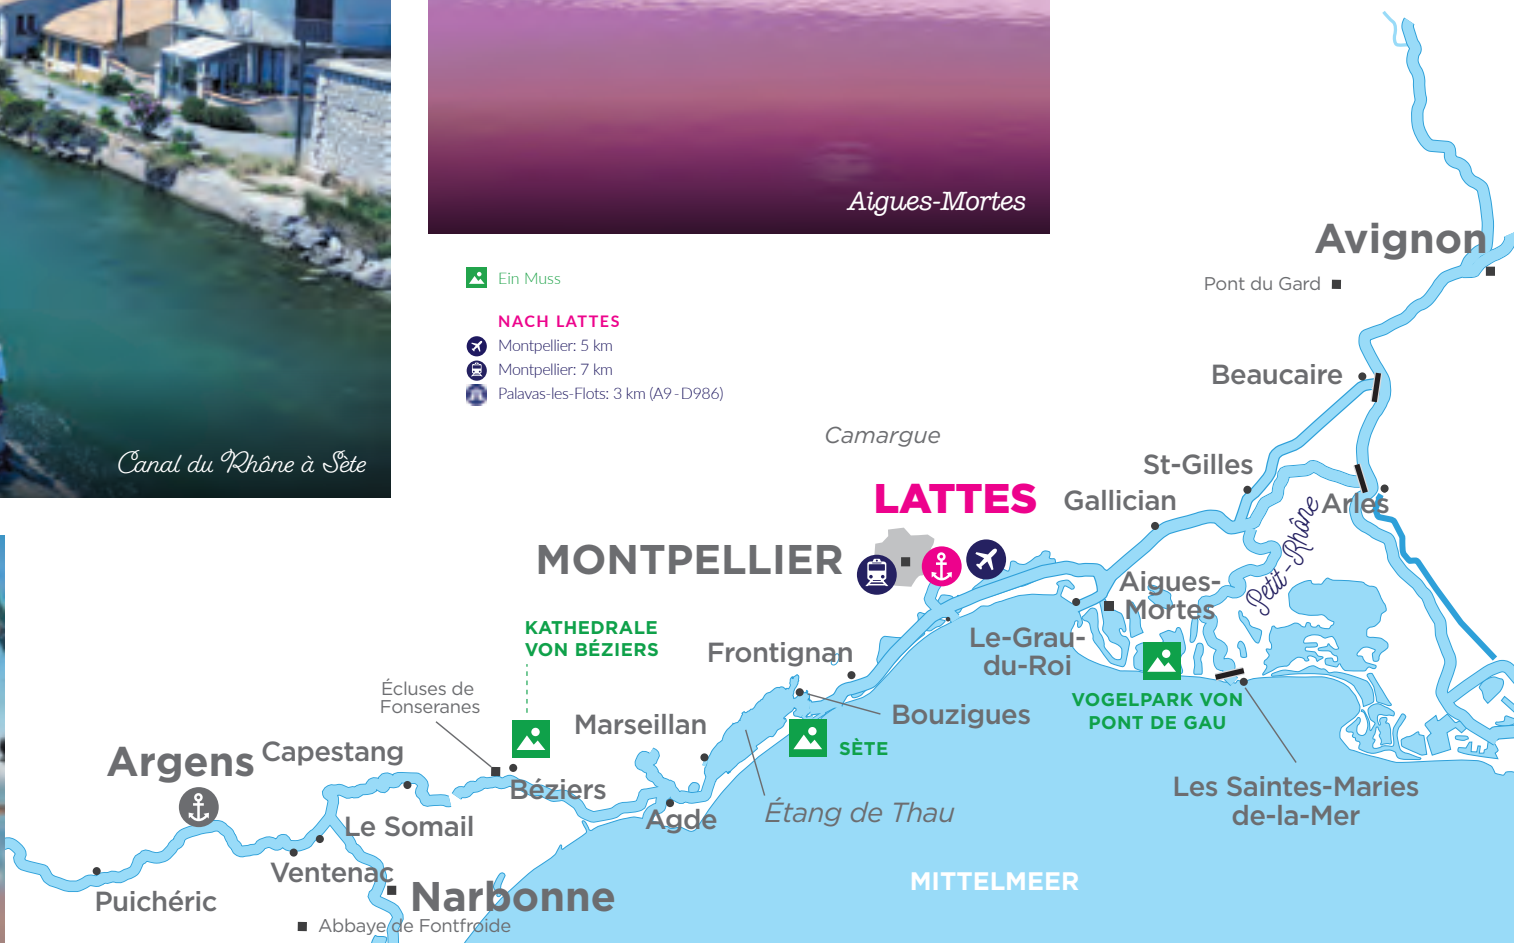 Canal du Rhône à Sète
Aigues-Mortes
Ein Muss
NACH LATTES
Montpellier: 5 km
Montpellier: 7 km
Palavas-les-Flots: 3 km (A9 - D986)
Avignon
Pont du Gard
Beaucaire
Camargue
St-Gilles
LATTES
Gallician
Arles
Petit-Rhône
MONTPELLIER
Aigues-
Mortes
KATHEDRALE
VON BÉZIERS
Frontignan
Le-Grau-
du-Roi
Écluses de
Fonseranes
VOGELPARK VON
PONT DE GAU
Marseillan
Bouzigues
SÈTE
Argens
Capestang
Béziers
Les Saintes-Maries
de-la-Mer
Étang de Thau
Agde
Le Somail
Ventenac
MITTELMEER
Puichéric
Narbonne
Abbaye de Fontfroide